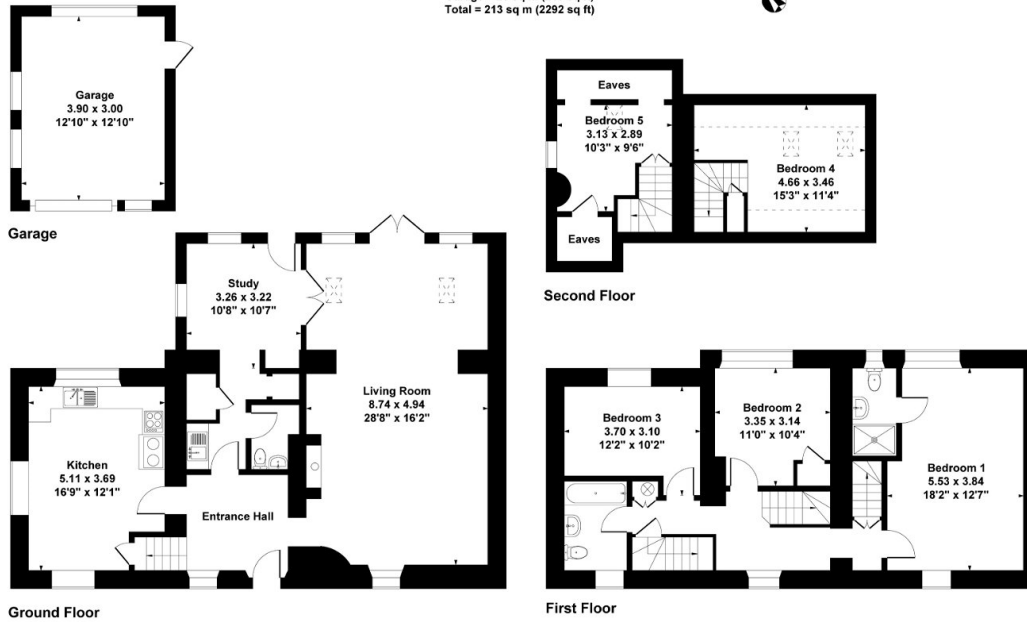 Total = 213 sq m (2292 sq ft)
Garage
3.90 x 3.00
12'10" x 12'10"
Garage
Eaves
Bedroom 5
3.13 x 2.89
10'3" x 9'6"
Eaves
Bedroom 4
4.66 x 3.46
15'3" x 11'4"
Second Floor
Study
3.26 x 3.22
10'8" x 10'7"
Living Room
8.74 x 4.94
28'8" x 16'2"
Kitchen
5.11 x 3.69
16'9" x 12'1"
Entrance Hall
Ground Floor
Bedroom 3
3.70 x 3.10
12'2" x 10'2"
Bedroom 2
3.35 x 3.14
11'0" x 10'4"
Bedroom 1
5.53 x 3.84
18'2" x 12'7"
First Floor